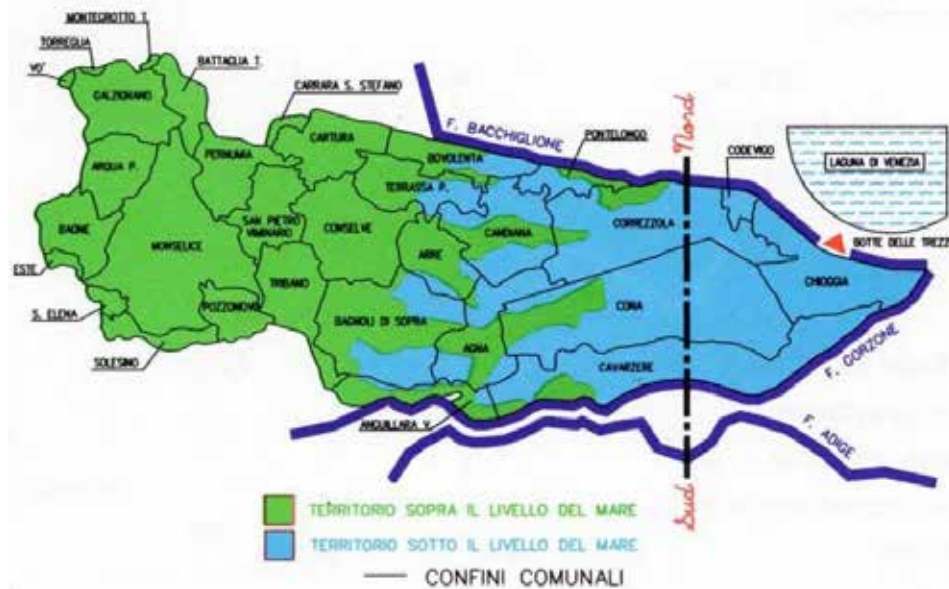 MONTEGROTTO T.
TORREGLIA
VO'
BATTAGLIA T.
GALZIGNANO
CARRARA S. STEFANO
CARTURA
F. BACCHIGLIONE
PONTELONGO
Nord
CODEVIGO
LAGUNA DI VENEZIA
BOVOLENTA
PERNUMIA
ARQUA P.
TERRASSA P.
BAONE
SAN PIETRO
VIMINARIO
CONSELVE
CANDIANA
CORREZZOLA
BOTTE DELLE TREZZE
MONSELICE
ARRE
ESTE
TRIBANO
CHIOGGIA
S. ELENA
POZZONOVO
CONA
BAGNOLI DI SOPRA
AGNA
SOLESINO
CAVARZERE
F. GORZONE
ANGUILLARA V.
F. ADIGE
Sud
TERRITORIO SOPRA IL LIVELLO DEL MARE
TERRITORIO SOTTO IL LIVELLO DEL MARE
CONFINI COMUNALI